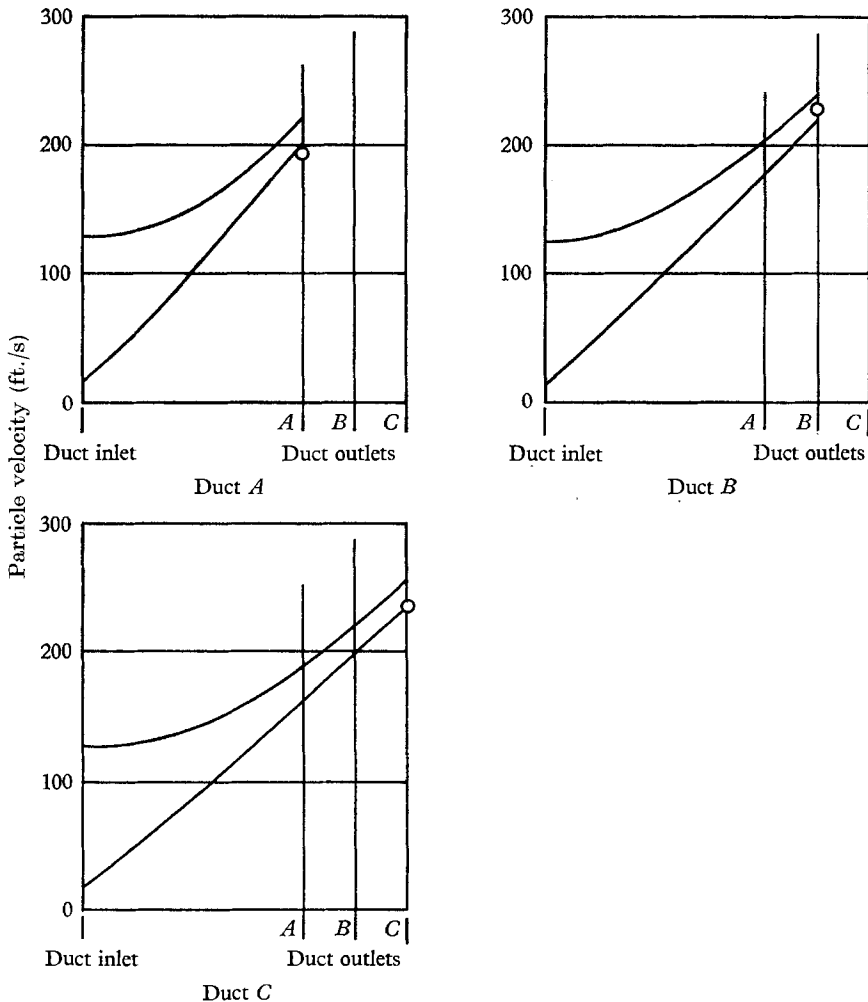 Particle velocity (ft./s)
300
200
100
0
A B C
Duct inlet Duct outlets
Duct A
300
200
100
0
A B C
Duct inlet Duct outlets
Duct B
300
200
100
0
A B C
Duct inlet Duct outlets
Duct C